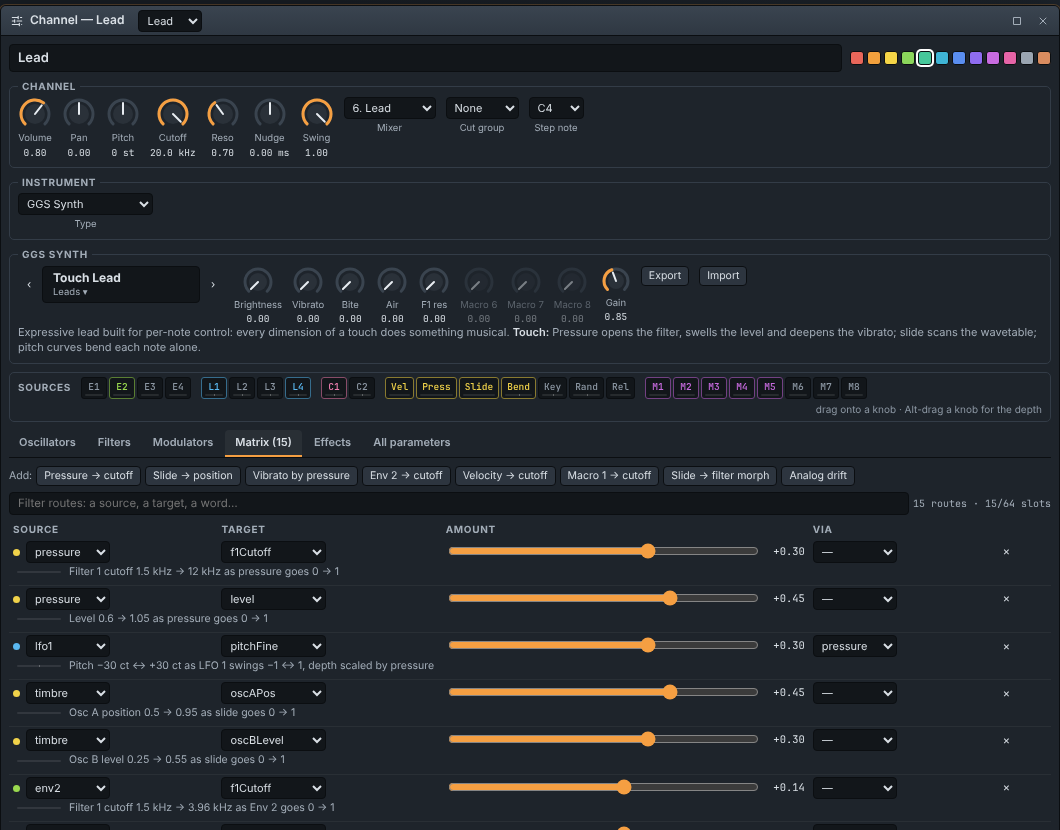 Channel — Lead Lead
Lead
CHANNEL
6. Lead None C4
Volume Pan Pitch Cutoff Reso Nudge Swing Mixer Cut group Step note
0.80 0.00 0 st 20.0 kHz 0.70 0.00 ms 1.00
INSTRUMENT
GGS Synth
Type
GGS SYNTH
‹ Touch Lead › Export Import
Leads ▾
Brightness Vibrato Bite Air F1 res Macro 6 Macro 7 Macro 8 Gain
0.00 0.00 0.00 0.00 0.00 0.00 0.00 0.00 0.85
Expressive lead built for per-note control: every dimension of a touch does something musical. Touch: Pressure opens the filter, swells the level and deepens the vibrato; slide scans the wavetable;
pitch curves bend each note alone.
SOURCES E1 E2 E3 E4 L1 L2 L3 L4 C1 C2 Vel Press Slide Bend Key Rand Rel M1 M2 M3 M4 M5 M6 M7 M8
drag onto a knob · Alt-drag a knob for the depth
Oscillators Filters Modulators Matrix (15) Effects All parameters
Add: Pressure → cutoff Slide → position Vibrato by pressure Env 2 → cutoff Velocity → cutoff Macro 1 → cutoff Slide → filter morph Analog drift
Filter routes: a source, a target, a word... 15 routes · 15/64 slots
SOURCE TARGET AMOUNT VIA
pressure f1Cutoff +0.30 — ×
Filter 1 cutoff 1.5 kHz → 12 kHz as pressure goes 0 → 1
pressure level +0.45 — ×
Level 0.6 → 1.05 as pressure goes 0 → 1
lfo1 pitchFine +0.30 pressure ×
Pitch −30 ct ↔ +30 ct as LFO 1 swings −1 ↔ 1, depth scaled by pressure
timbre oscAPos +0.45 — ×
Osc A position 0.5 → 0.95 as slide goes 0 → 1
timbre oscBLevel +0.30 — ×
Osc B level 0.25 → 0.55 as slide goes 0 → 1
env2 f1Cutoff +0.14 — ×
Filter 1 cutoff 1.5 kHz → 3.96 kHz as Env 2 goes 0 → 1